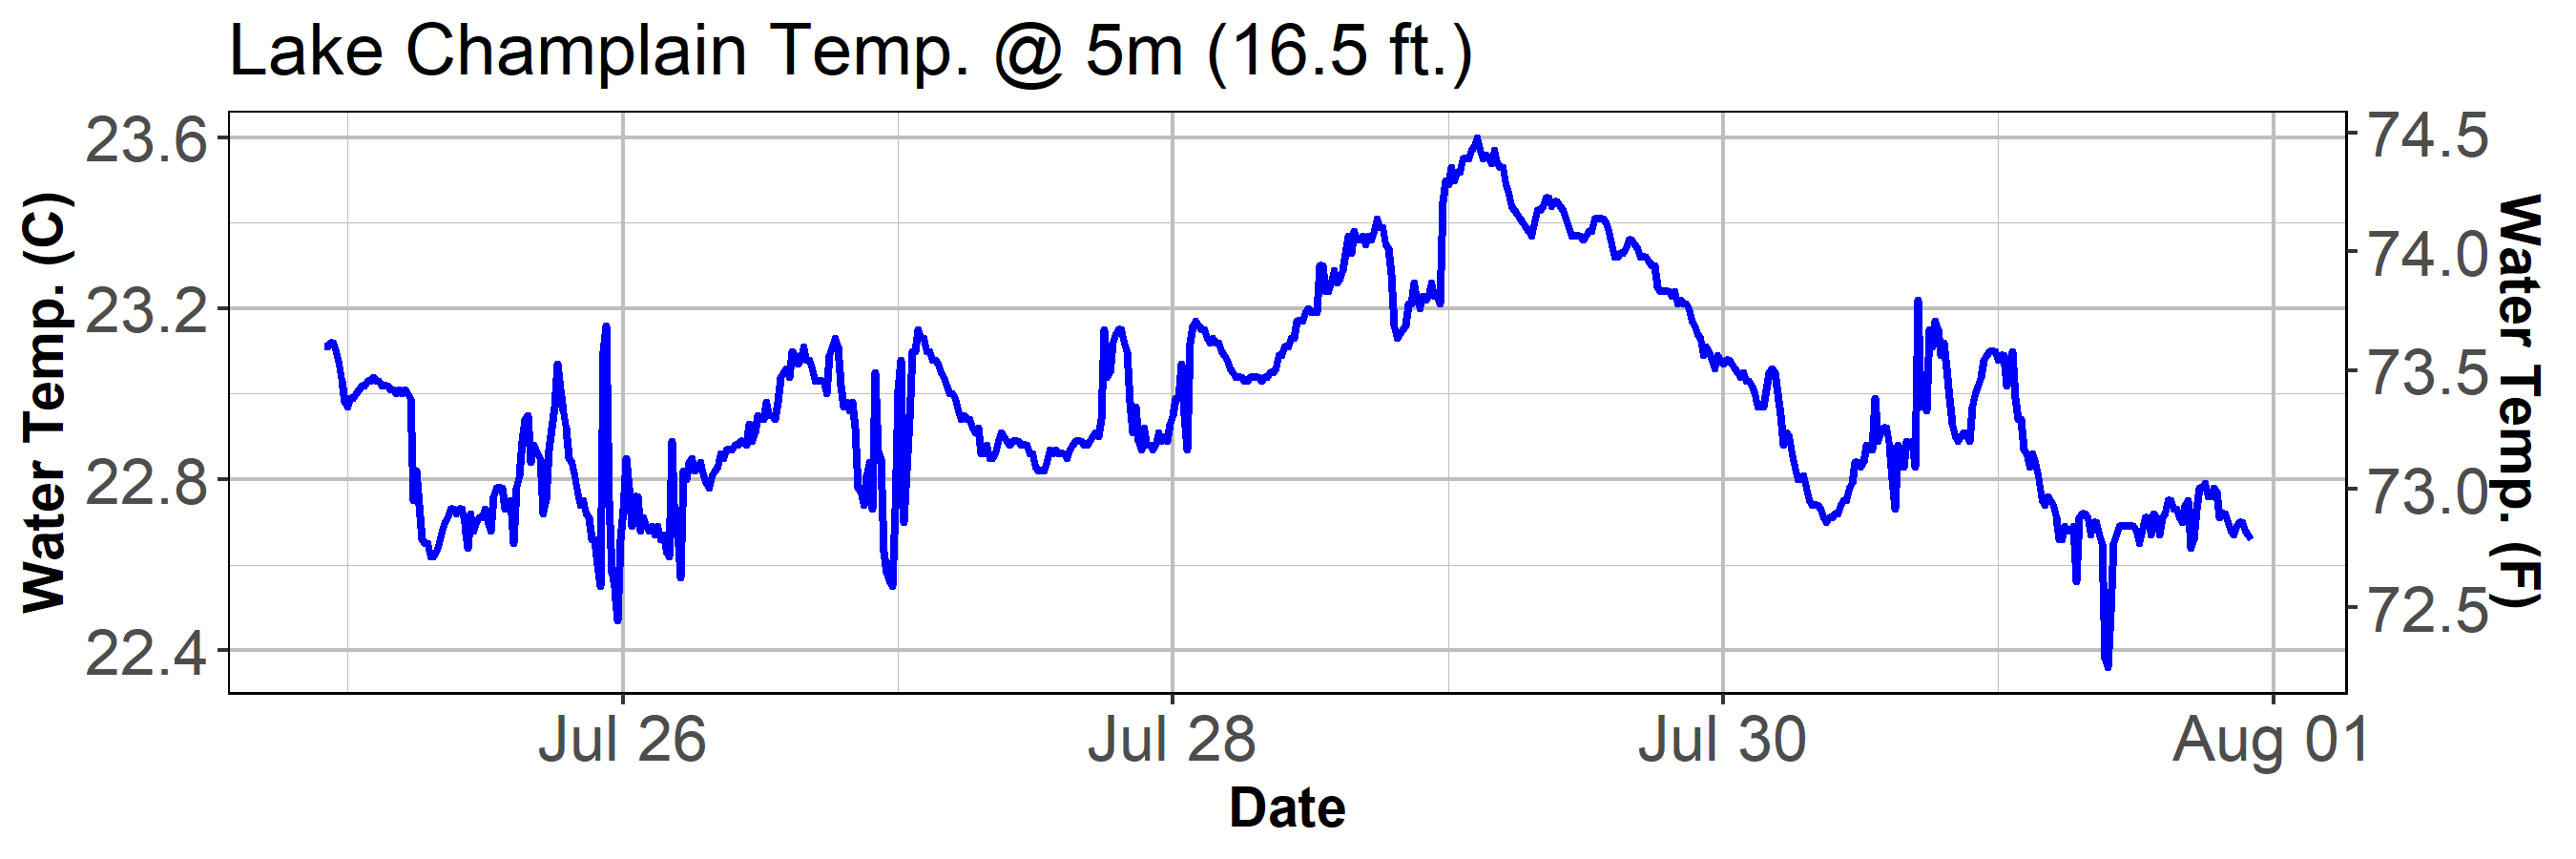 Lake Champlain Temp. @ 5m (16.5 ft.)
Water Temp. (C)
23.6
23.2
22.8
22.4
74.5
74.0
73.5
73.0
72.5
Water Temp. (F)
Jul 26
Jul 28
Jul 30
Aug 01
Date